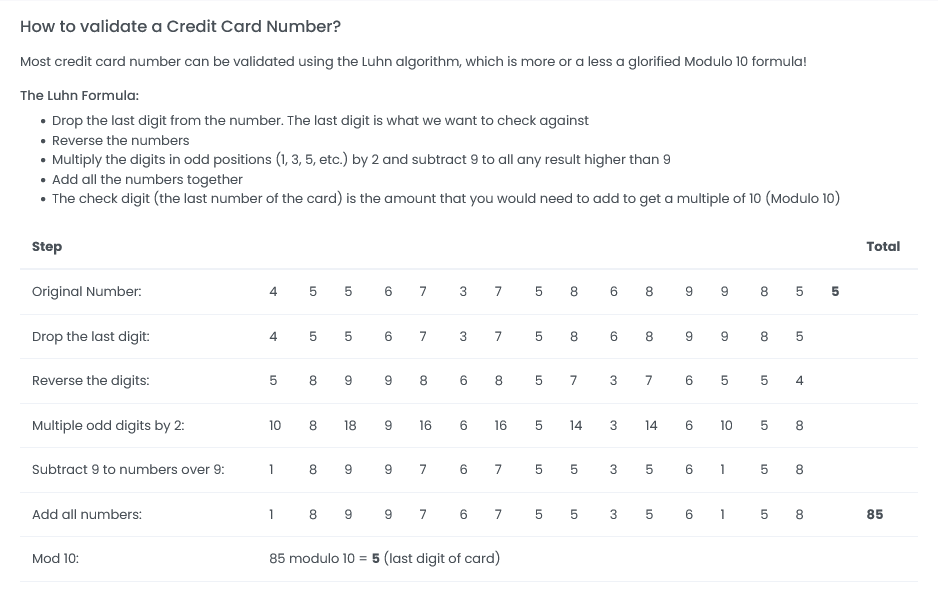 How to validate a Credit Card Number?
Most credit card number can be validated using the Luhn algorithm, which is more or a less a glorified Modulo 10 formula!
The Luhn Formula:
• Drop the last digit from the number. The last digit is what we want to check against
• Reverse the numbers
• Multiply the digits in odd positions (1, 3, 5, etc.) by 2 and subtract 9 to all any result higher than 9
• Add all the numbers together
• The check digit (the last number of the card) is the amount that you would need to add to get a multiple of 10 (Modulo 10)
Step Total
Original Number: 4 5 5 6 7 3 7 5 8 6 8 9 9 8 5 5
Drop the last digit: 4 5 5 6 7 3 7 5 8 6 8 9 9 8 5
Reverse the digits: 5 8 9 9 8 6 8 5 7 3 7 6 5 5 4
Multiple odd digits by 2: 10 8 18 9 16 6 16 5 14 3 14 6 10 5 8
Subtract 9 to numbers over 9: 1 8 9 9 7 6 7 5 5 3 5 6 1 5 8
Add all numbers: 1 8 9 9 7 6 7 5 5 3 5 6 1 5 8 85
Mod 10: 85 modulo 10 = 5 (last digit of card)